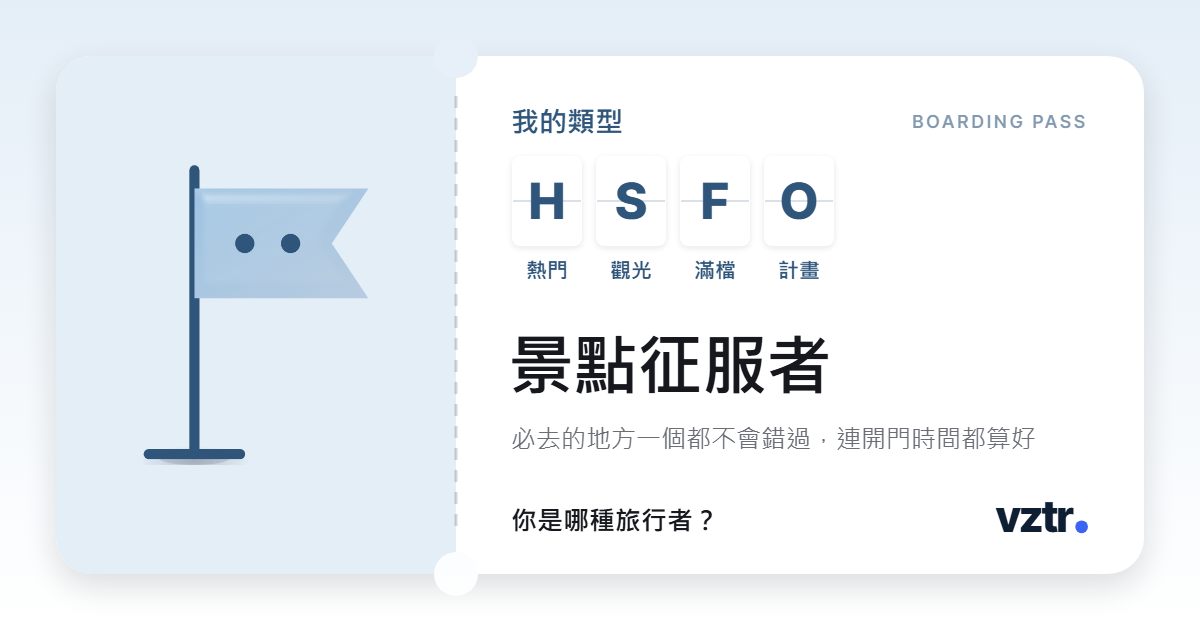 我的類型
BOARDING PASS
H S F O
熱門 觀光 滿檔 計畫
景點征服者
必去的地方一個都不會錯過，連開門時間都算好
你是哪種旅行者？
vztr.